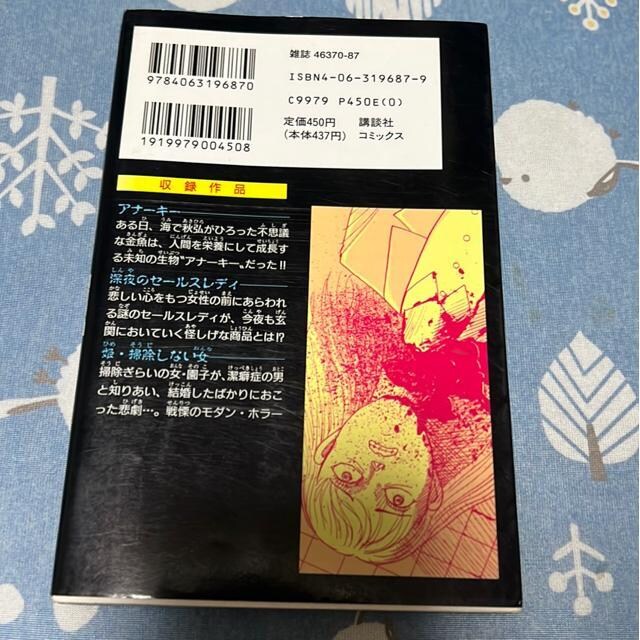 雑誌 46370-87
9784063196870
ISBN4-06-319687-9
C9979 P450E(0)
1919979004508
定価450円 講談社
(本体437円) コミックス
収録作品
アナーキー
ある日、海で秋弘がひろった不思議
な金魚は、人間を栄養にして成長す
る未知の生物"アナーキー"だった!!
深夜のセールスレディ
悲しい心をもつ女性の前にあらわれ
る謎のセールスレディが、今夜も玄
関においていく怪しげな商品とは!?
姫・掃除しない女
掃除ぎらいの女・園子が、潔癖症の男
と知りあい、結婚したばかりにおこ
った悲劇…。戦慄のモダン・ホラー